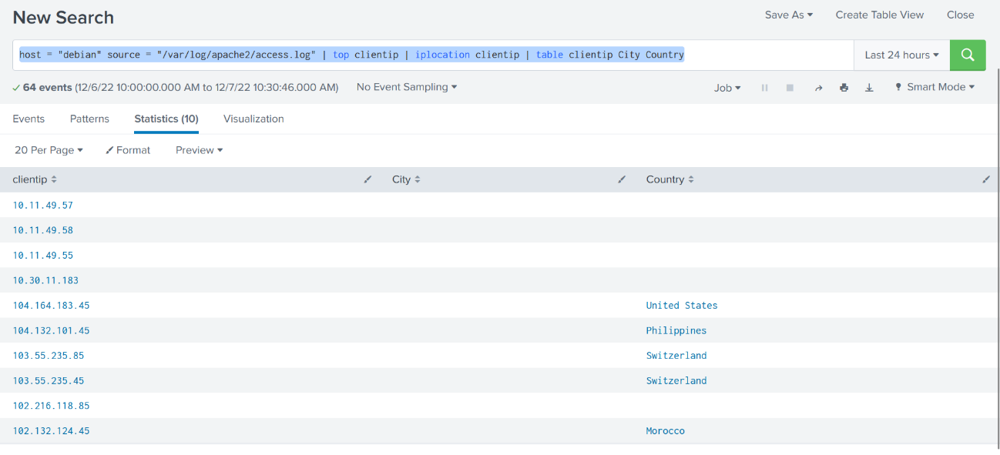 New Search
Save As Create Table View Close
host = "debian" source = "/var/log/apache2/access.log" | top clientip | iplocation clientip | table clientip City Country
Last 24 hours
64 events (12/6/22 10:00:00.000 AM to 12/7/22 10:30:46.000 AM) No Event Sampling
Job Smart Mode
Events Patterns Statistics (10) Visualization
20 Per Page Format Preview
clientip City Country
10.11.49.57
10.11.49.58
10.11.49.55
10.30.11.183
104.164.183.45 United States
104.132.101.45 Philippines
103.55.235.85 Switzerland
103.55.235.45 Switzerland
102.216.118.85
102.132.124.45 Morocco